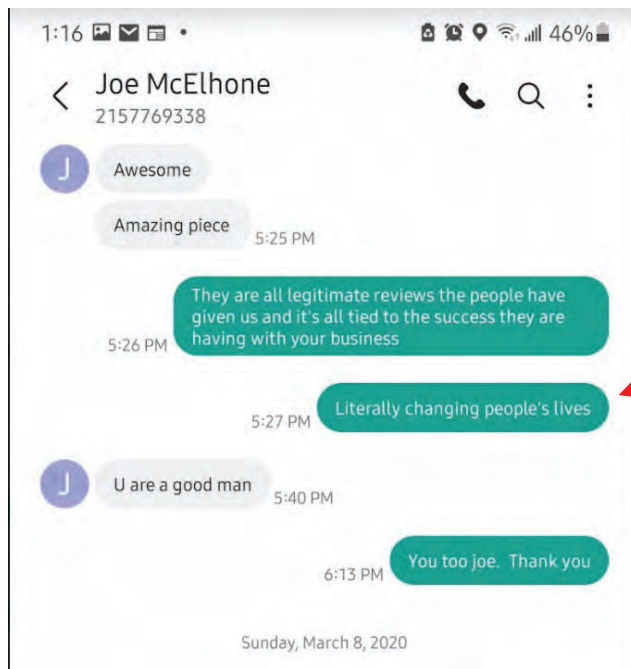 1:16 46%
Joe McElhone
2157769338
J
Awesome
Amazing piece
5:25 PM
They are all legitimate reviews the people have
given us and it's all tied to the success they are
having with your business
5:26 PM
Literally changing people's lives
5:27 PM
J
U are a good man
5:40 PM
You too joe. Thank you
6:13 PM
Sunday, March 8, 2020